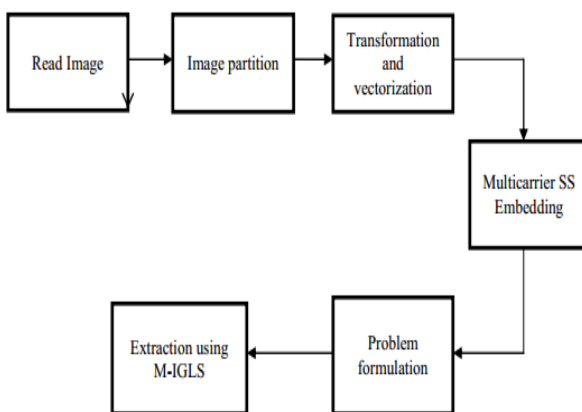 Read Image
Image partition
Transformation
and
vectorization
Multicarrier SS
Embedding
Problem
formulation
Extraction using
M-IGLS